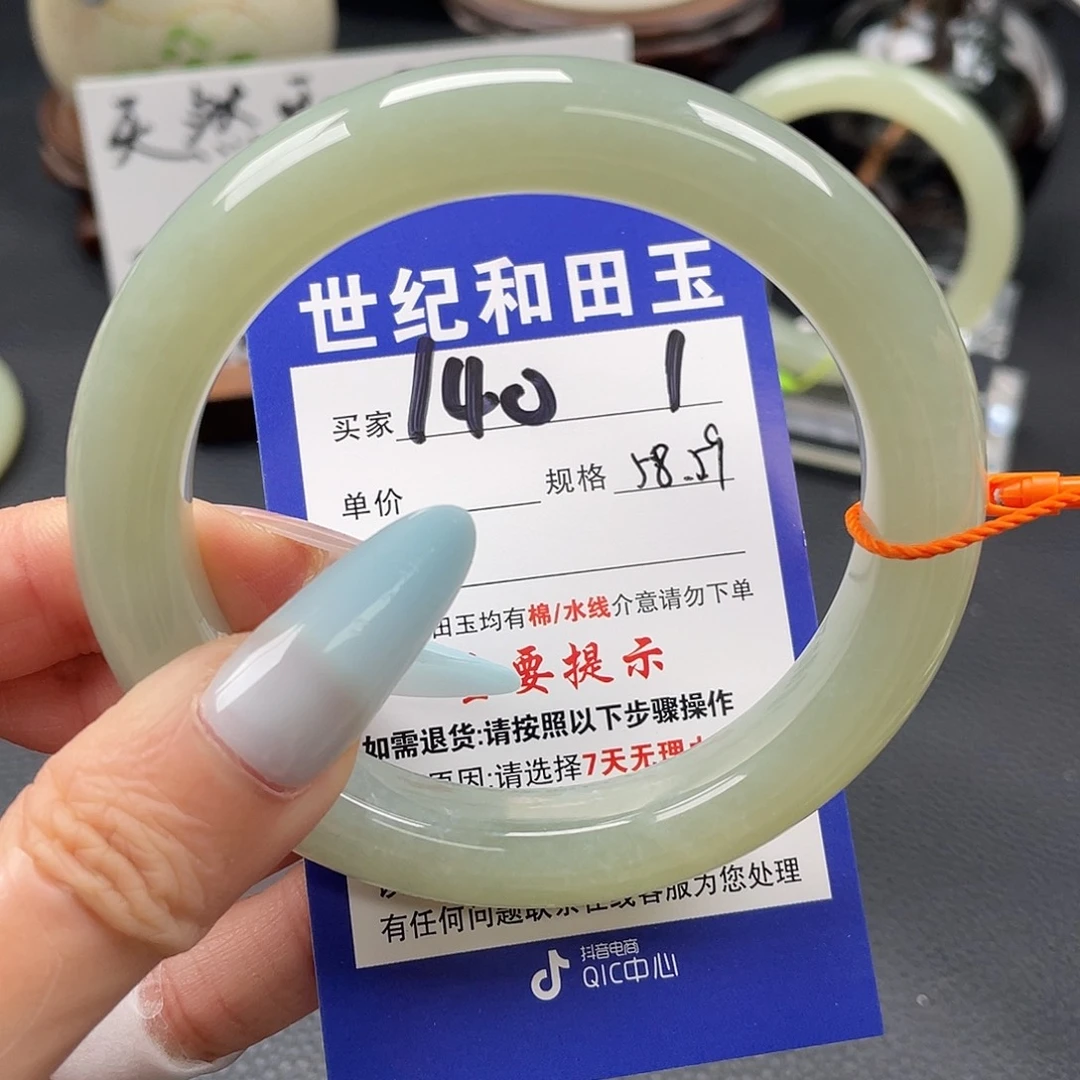 天然
世纪和田玉
买家 140 1
单价 规格 58.59
田玉均有棉/水线介意请勿下单
要提示
如需退货:请按照以下步骤操作
原因:请选择7天无理
有任何问题联系在线客服为您处理
抖音电商
QIC中心